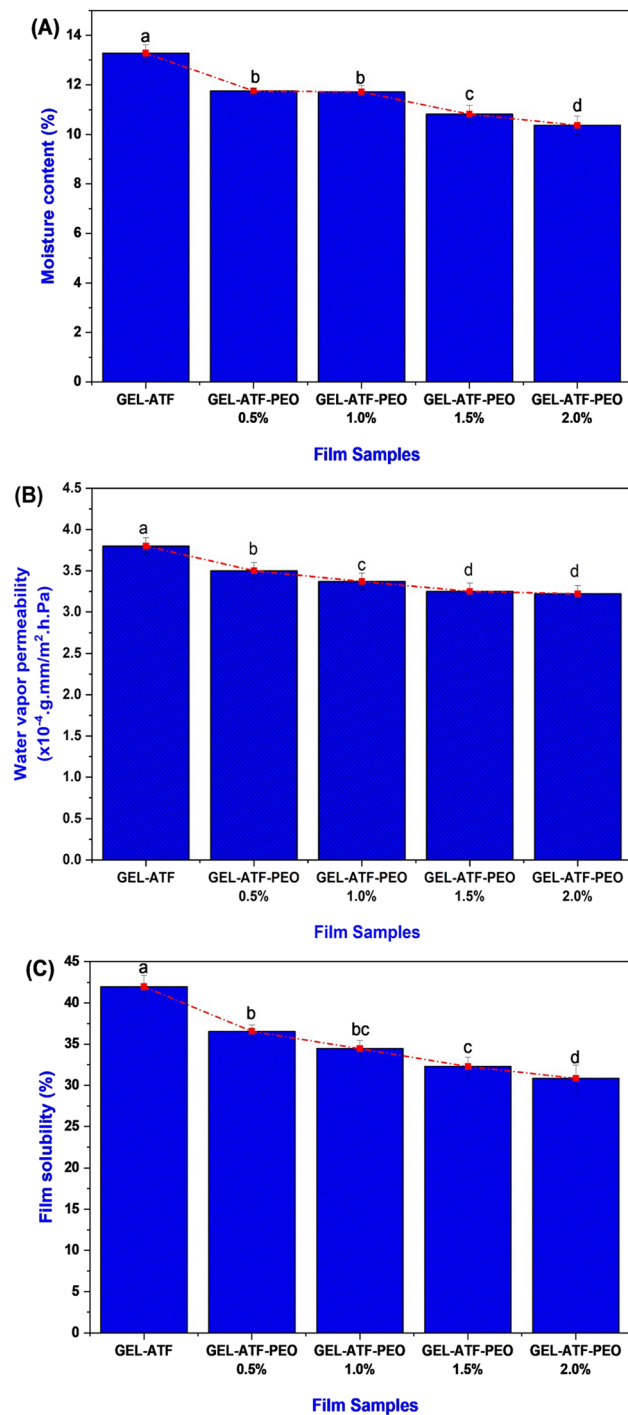 (A)
a
b
b
c
d
14
12
10
8
6
4
2
0
Moisture content (%)
GEL-ATF GEL-ATF-PEO GEL-ATF-PEO GEL-ATF-PEO GEL-ATF-PEO
0.5% 1.0% 1.5% 2.0%
Film Samples
(B)
a
b
c
d
d
4.5
4.0
3.5
3.0
2.5
2.0
1.5
1.0
0.5
0.0
Water vapor permeability
(x10⁻⁴.g.mm/m².h.Pa)
GEL-ATF GEL-ATF-PEO GEL-ATF-PEO GEL-ATF-PEO GEL-ATF-PEO
0.5% 1.0% 1.5% 2.0%
Film Samples
(C)
a
b
bc
c
d
45
40
35
30
25
20
15
10
5
0
Film solubility (%)
GEL-ATF GEL-ATF-PEO GEL-ATF-PEO GEL-ATF-PEO GEL-ATF-PEO
0.5% 1.0% 1.5% 2.0%
Film Samples